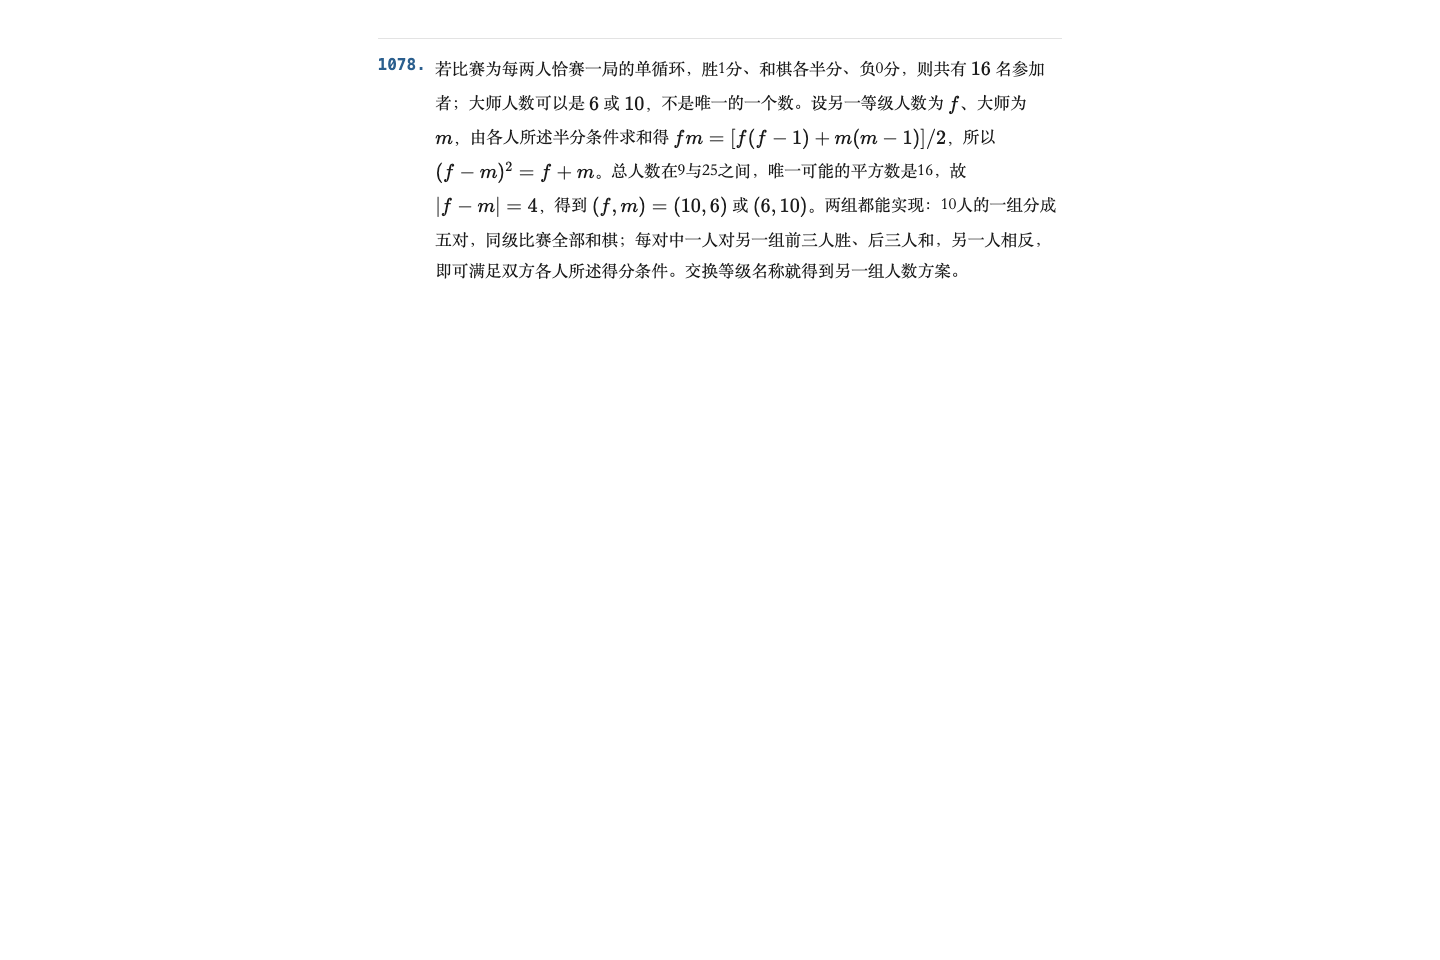 1078. 若比赛为每两人恰赛一局的单循环，胜1分、和棋各半分、负0分，则共有 16 名参加
者；大师人数可以是 6 或 10，不是唯一的一个数。设另一等级人数为 f、大师为
m，由各人所述半分条件求和得 fm = [f(f − 1) + m(m − 1)]/2，所以
(f − m)² = f + m。总人数在9与25之间，唯一可能的平方数是16，故
|f − m| = 4，得到 (f, m) = (10, 6) 或 (6, 10)。两组都能实现：10人的一组分成
五对，同级比赛全部和棋；每对中一人对另一组前三人胜、后三人和，另一人相反，
即可满足双方各人所述得分条件。交换等级名称就得到另一组人数方案。